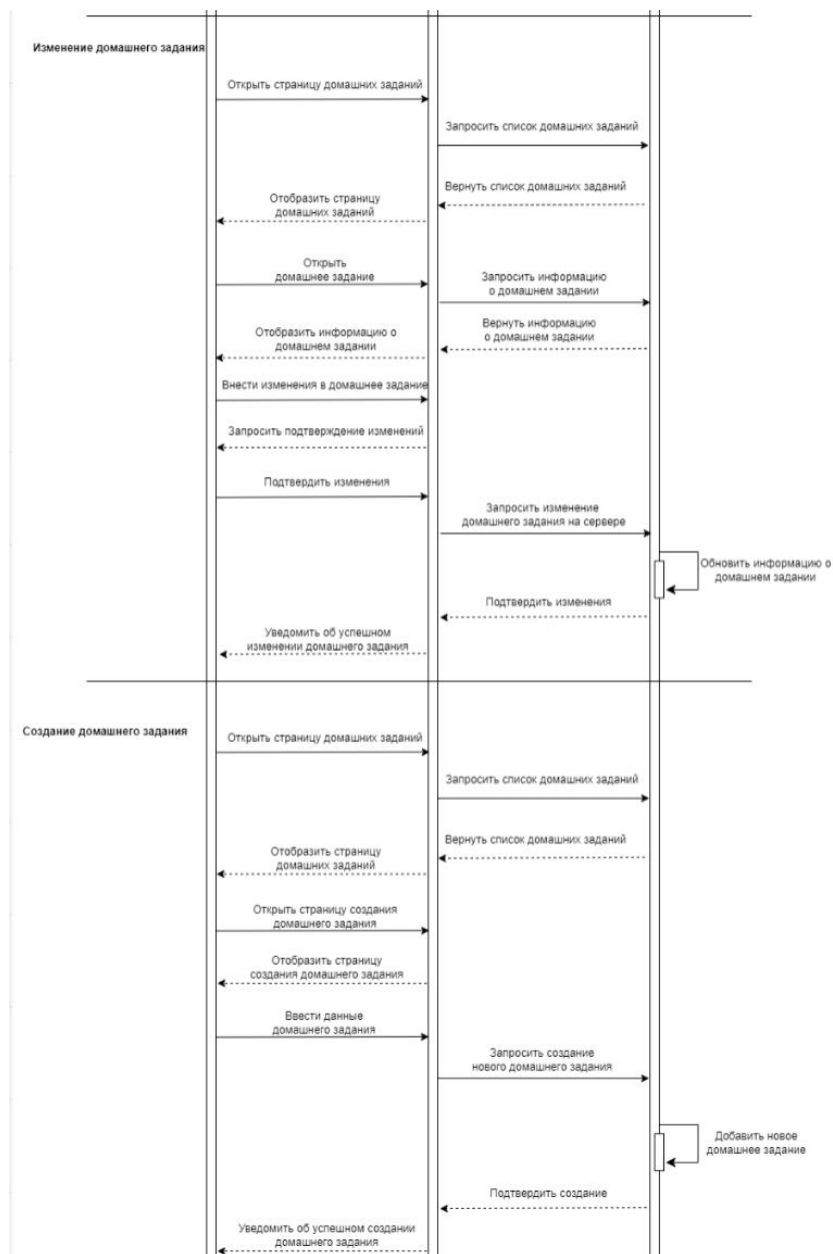 Изменение домашнего задания
Открыть страницу домашних заданий
Запросить список домашних заданий
Вернуть список домашних заданий
Отобразить страницу
домашних заданий
Открыть
домашнее задание
Запросить информацию
о домашнем задании
Вернуть информацию
о домашнем задании
Отобразить информацию о
домашнем задании
Внести изменения в домашнее задание
Запросить подтверждение изменений
Подтвердить изменения
Запросить изменение
домашнего задания на сервере
Обновить информацию о
домашнем задании
Подтвердить изменения
Уведомить об успешном
изменении домашнего задания
Создание домашнего задания
Открыть страницу домашних заданий
Запросить список домашних заданий
Вернуть список домашних заданий
Отобразить страницу
домашних заданий
Открыть страницу создания
домашнего задания
Отобразить страницу
создания домашнего задания
Ввести данные
домашнего задания
Запросить создание
нового домашнего задания
Добавить новое
домашнее задание
Подтвердить создание
Уведомить об успешном создании
домашнего задания